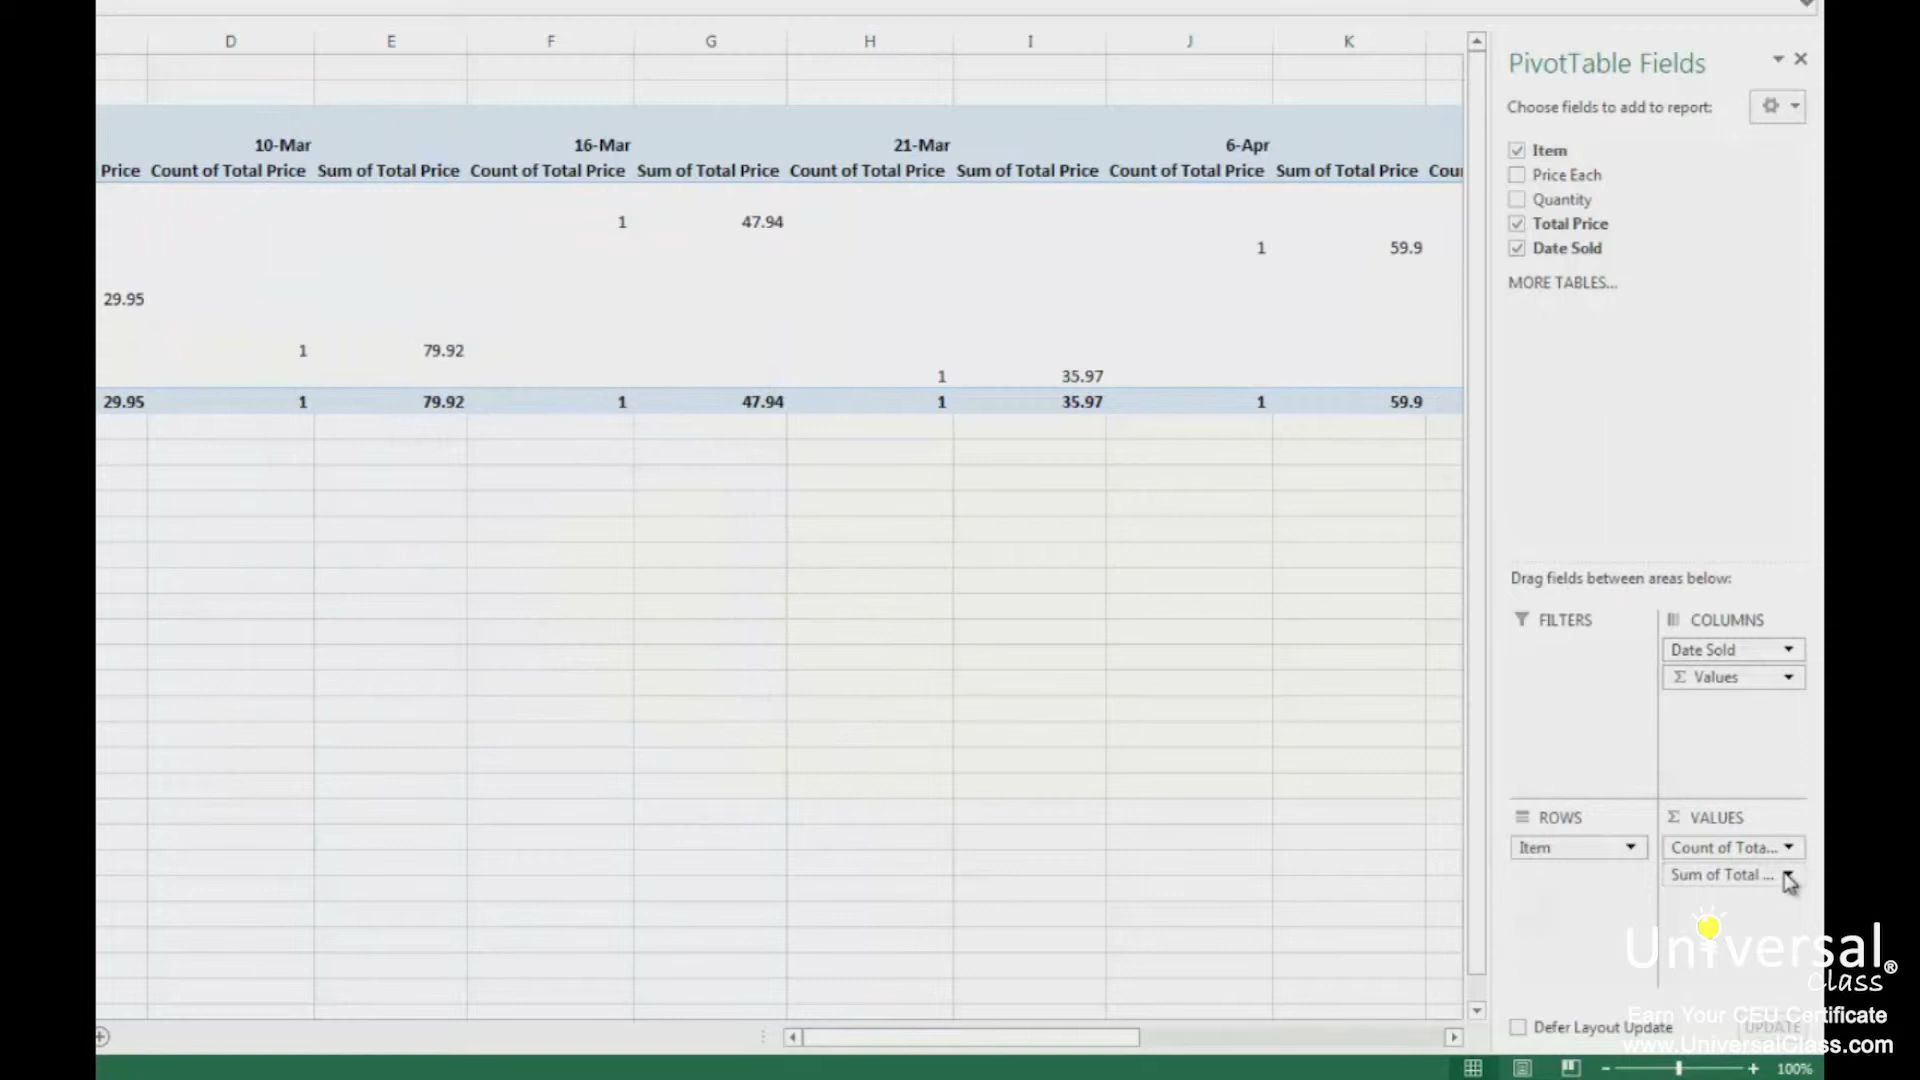 D E F G H I J K
PivotTable Fields
Choose fields to add to report:
10-Mar 16-Mar 21-Mar 6-Apr
Price Count of Total Price Sum of Total Price Count of Total Price Sum of Total Price Count of Total Price Sum of Total Price Count of Total Price Sum of Total Price Cou
1 47.94
1 59.9
29.95
1 79.92
1 35.97
29.95 1 79.92 1 47.94 1 35.97 1 59.9
Item
Price Each
Quantity
Total Price
Date Sold
MORE TABLES...
Drag fields between areas below:
FILTERS
COLUMNS
Date Sold
Σ Values
ROWS
Item
Σ VALUES
Count of Tota...
Sum of Total ...
Universal®
Class
Earn Your CEU Certificate
Defer Layout Update UPDATE
www.UniversalClass.com
100%